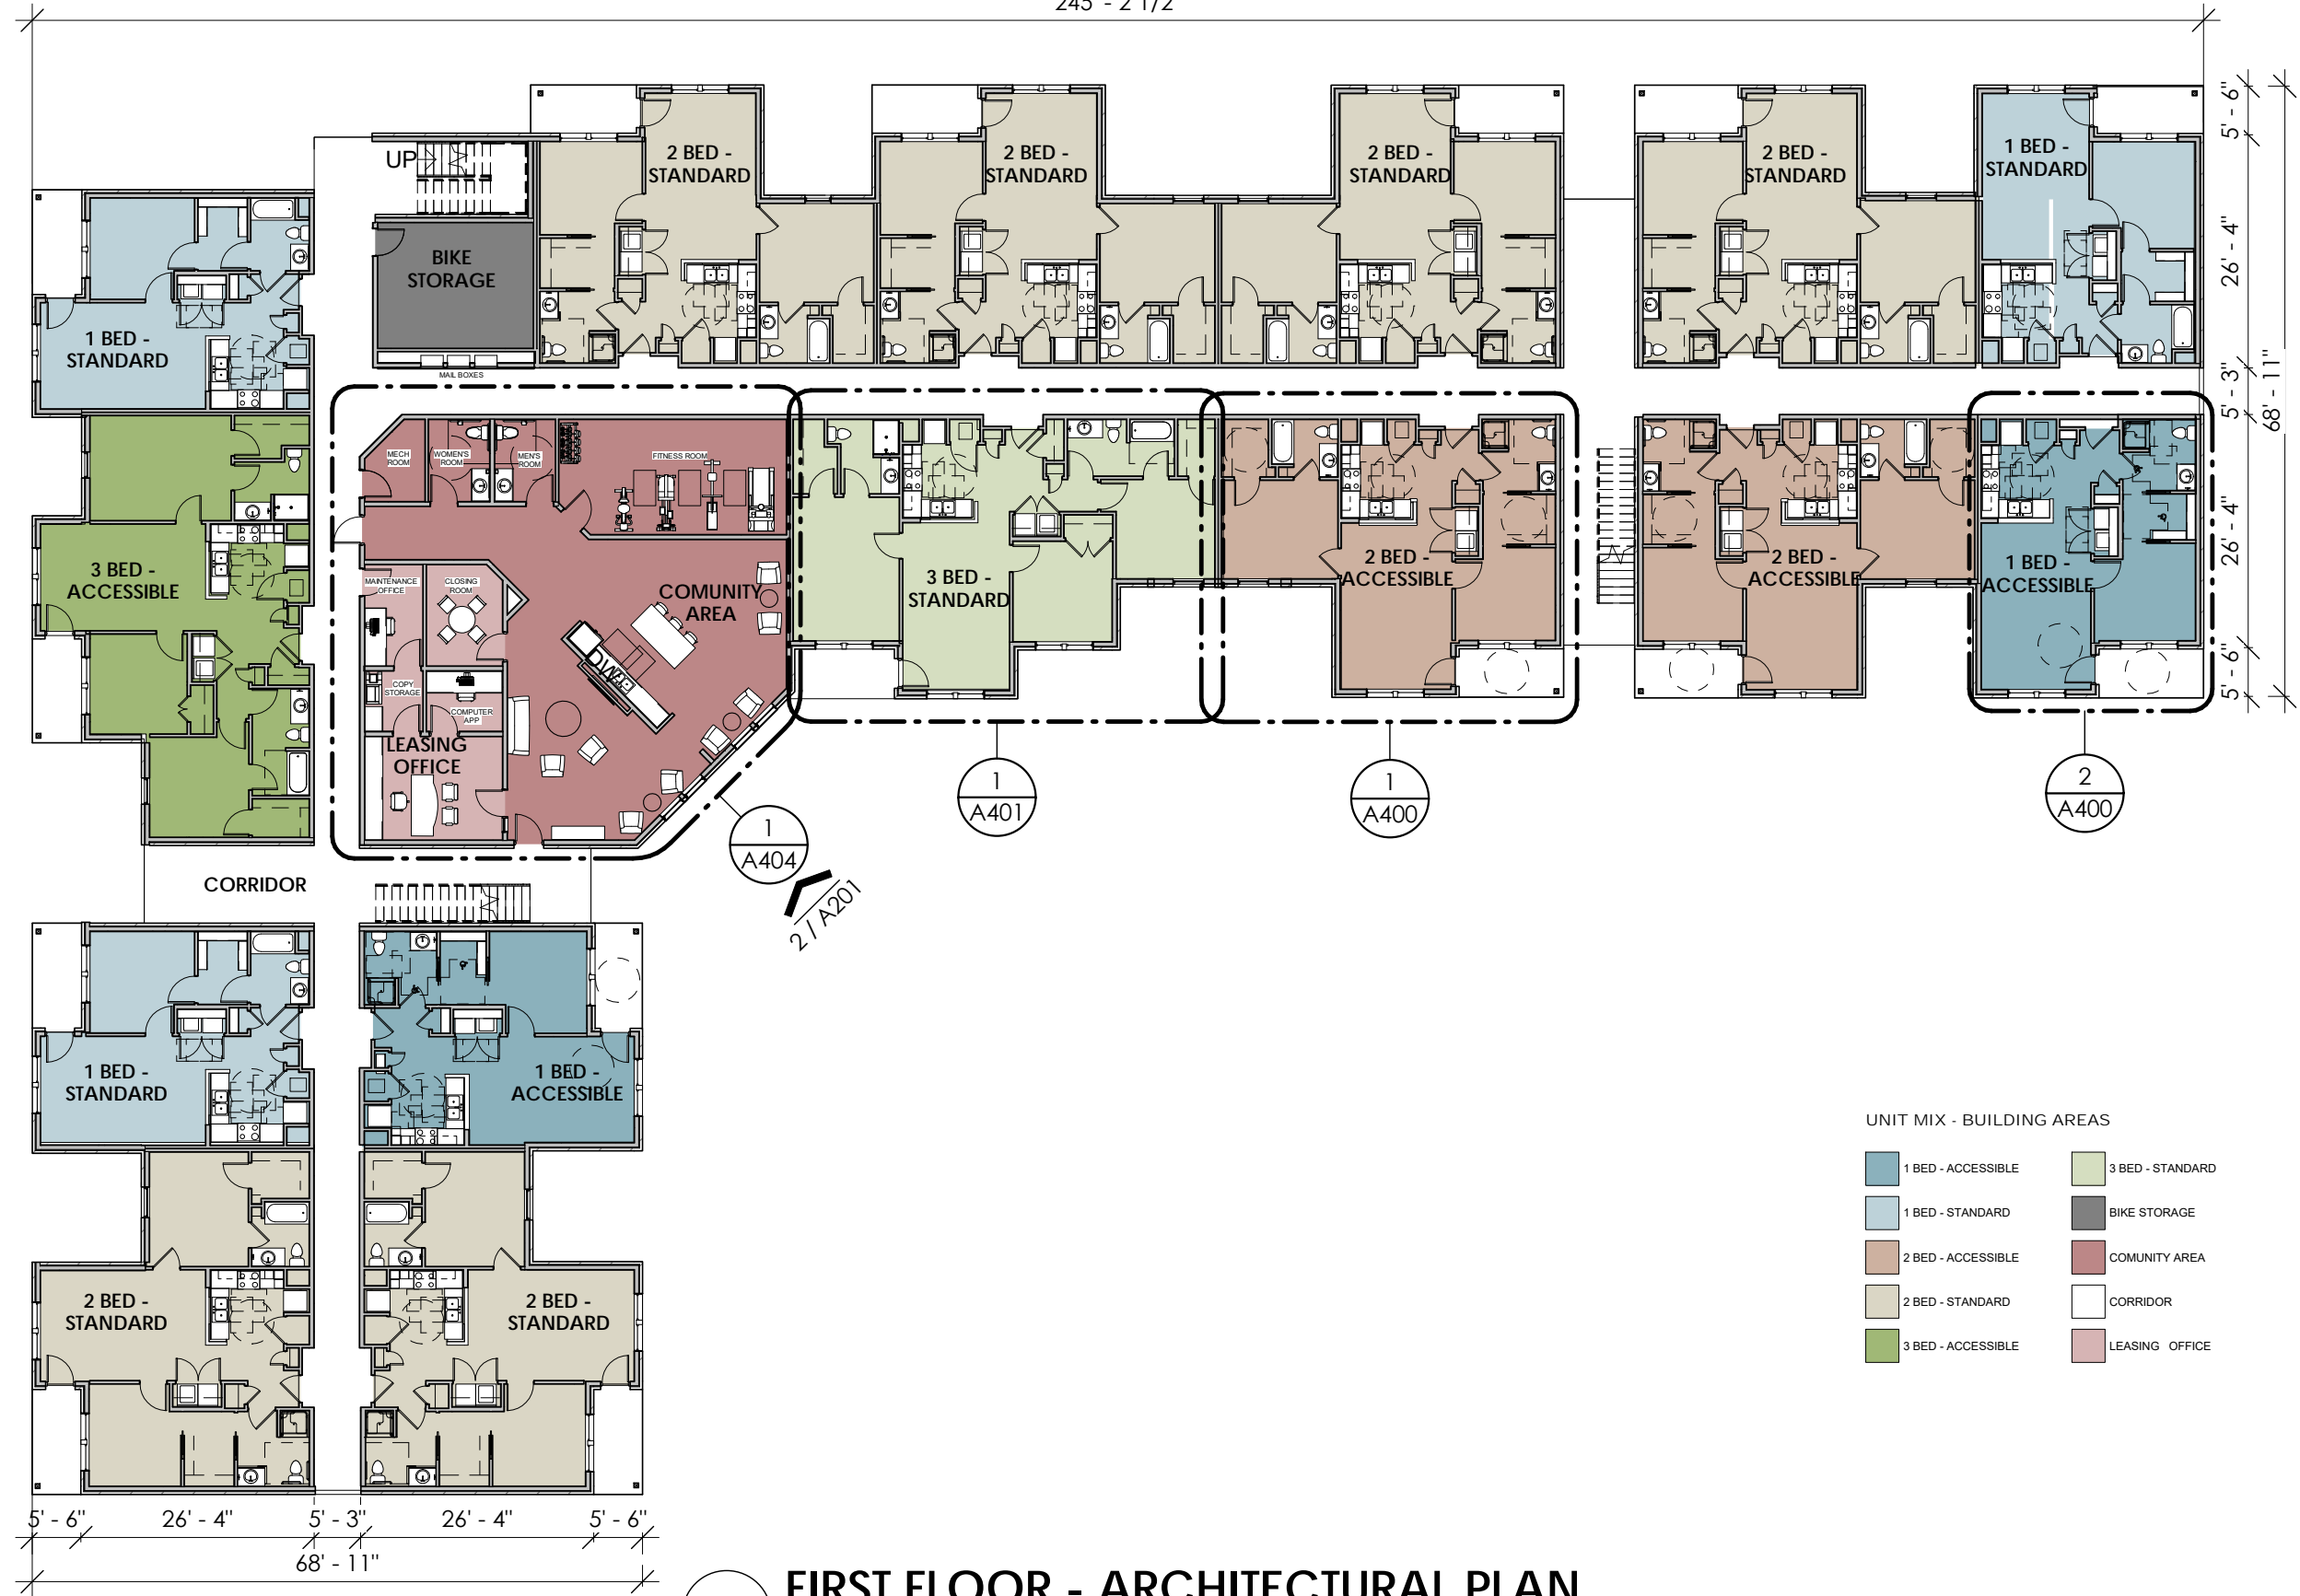 245' - 2 1/2"
5' - 6"
2 BED -
STANDARD
2 BED -
STANDARD
2 BED -
STANDARD
2 BED -
STANDARD
1 BED -
STANDARD
UP
BIKE
STORAGE
26' - 4"
1 BED -
STANDARD
MAIL BOXES
5' - 3"
68' - 11"
MECH
ROOM
WOMEN'S
ROOM
MEN'S
ROOM
FITNESS ROOM
26' - 4"
3 BED -
ACCESSIBLE
MAINTENANCE
OFFICE
CLOSING
ROOM
COMUNITY
AREA
3 BED -
STANDARD
2 BED -
ACCESSIBLE
2 BED -
ACCESSIBLE
1 BED -
ACCESSIBLE
DW
5' - 6"
COPY
STORAGE
COMPUTER
APP
LEASING
OFFICE
1
A401
1
A400
2
A400
1
A404
2 / A201
CORRIDOR
1 BED -
STANDARD
1 BED -
ACCESSIBLE
2 BED -
STANDARD
2 BED -
STANDARD
UNIT MIX - BUILDING AREAS
1 BED - ACCESSIBLE
3 BED - STANDARD
1 BED - STANDARD
BIKE STORAGE
2 BED - ACCESSIBLE
COMUNITY AREA
2 BED - STANDARD
CORRIDOR
3 BED - ACCESSIBLE
LEASING OFFICE
5' - 6"
26' - 4"
5' - 3"
26' - 4"
5' - 6"
68' - 11"
FIRST FLOOR - ARCHITECTURAL PLAN